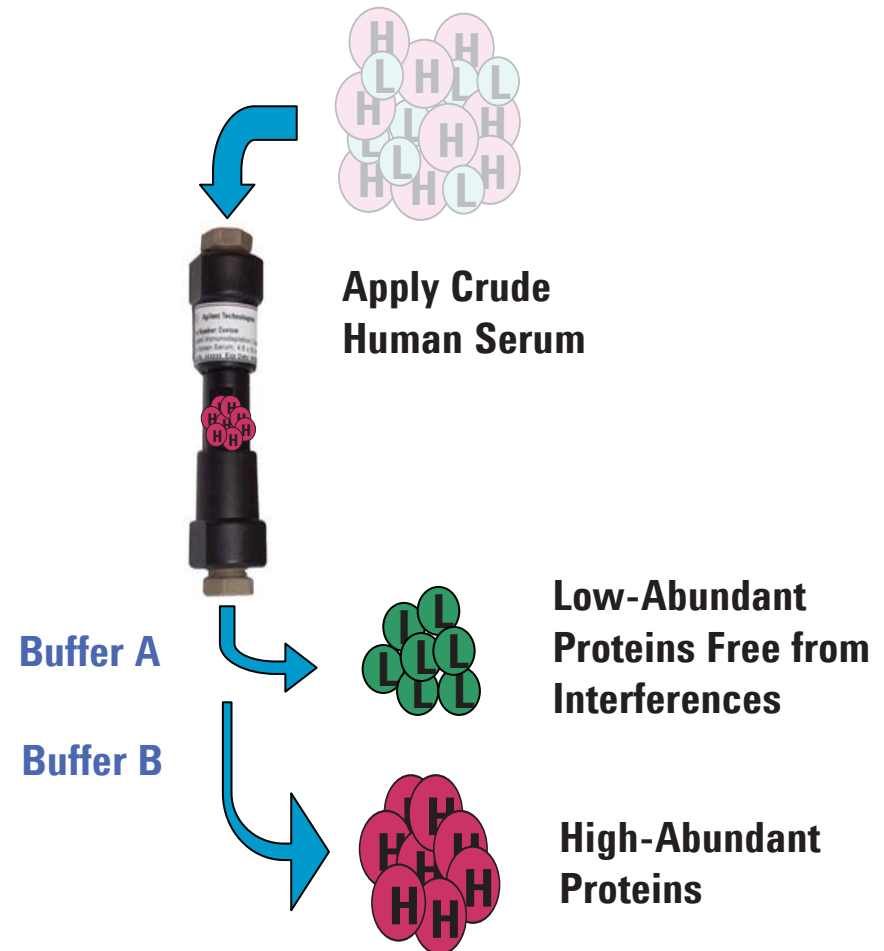 H
H
L
H
L
L
H
L
H
L
H
L
H
H
H
L
Apply Crude
Human Serum
Agilent Technologies
H
H
H
H
H
H
H
Buffer A
L
L
L
L
L
L
L
L
Low-Abundant
Proteins Free from
Interferences
Buffer B
H
H
H
H
H
H
H
H
High-Abundant
Proteins